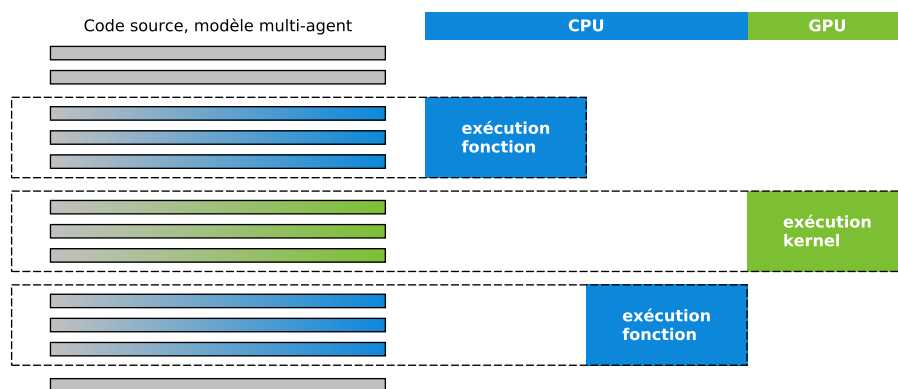 Code source, modèle multi-agent
CPU
GPU
exécution
fonction
exécution
kernel
exécution
fonction